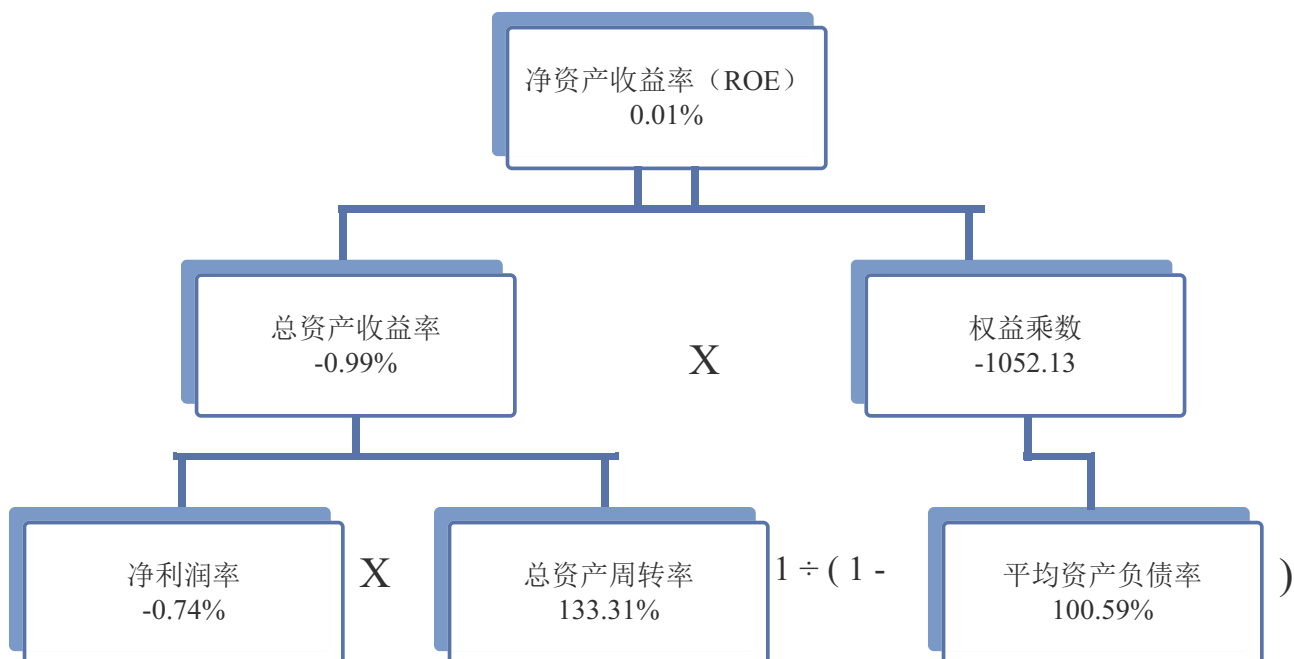 净资产收益率（ROE）
0.01%
总资产收益率
-0.99%
X
权益乘数
-1052.13
净利润率
-0.74%
X
总资产周转率
133.31%
1 ÷ ( 1 -
平均资产负债率
100.59%
)